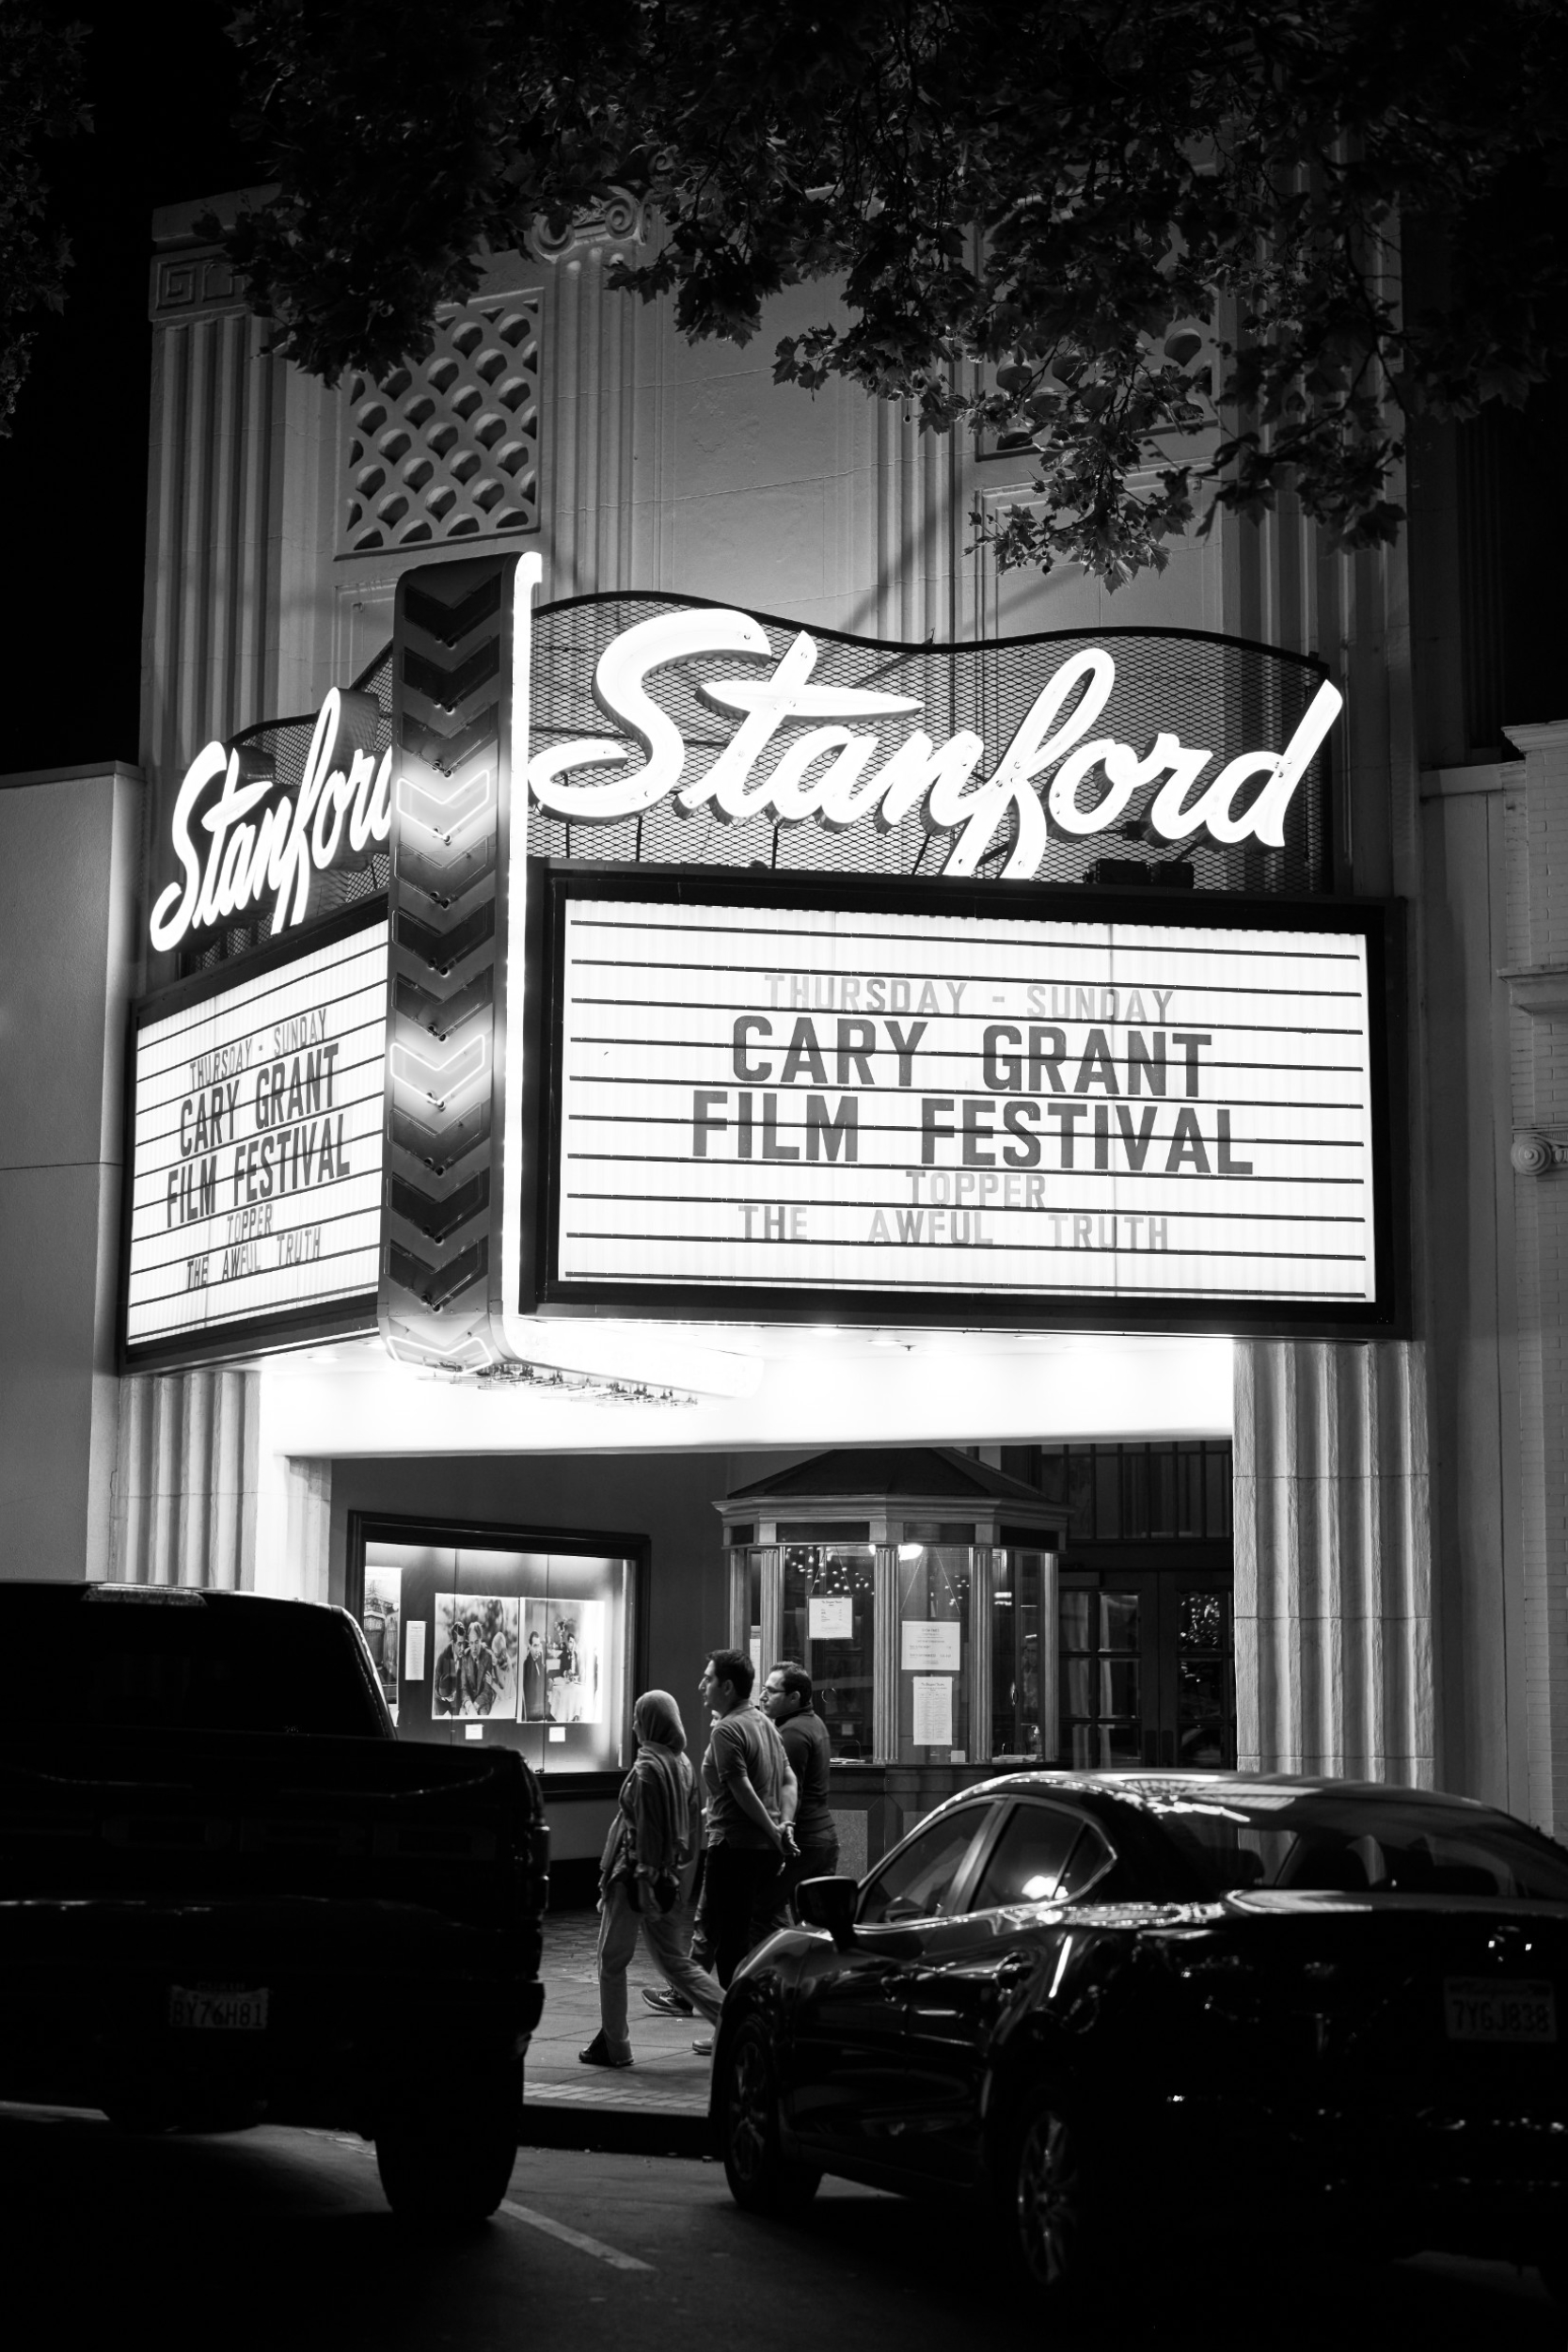 Stanford
Stanford
THURSDAY - SUNDAY
CARY GRANT
FILM FESTIVAL
TOPPER
THE AWFUL TRUTH
THURSDAY - SUNDAY
CARY GRANT
FILM FESTIVAL
TOPPER
THE AWFUL TRUTH
7YGJ838